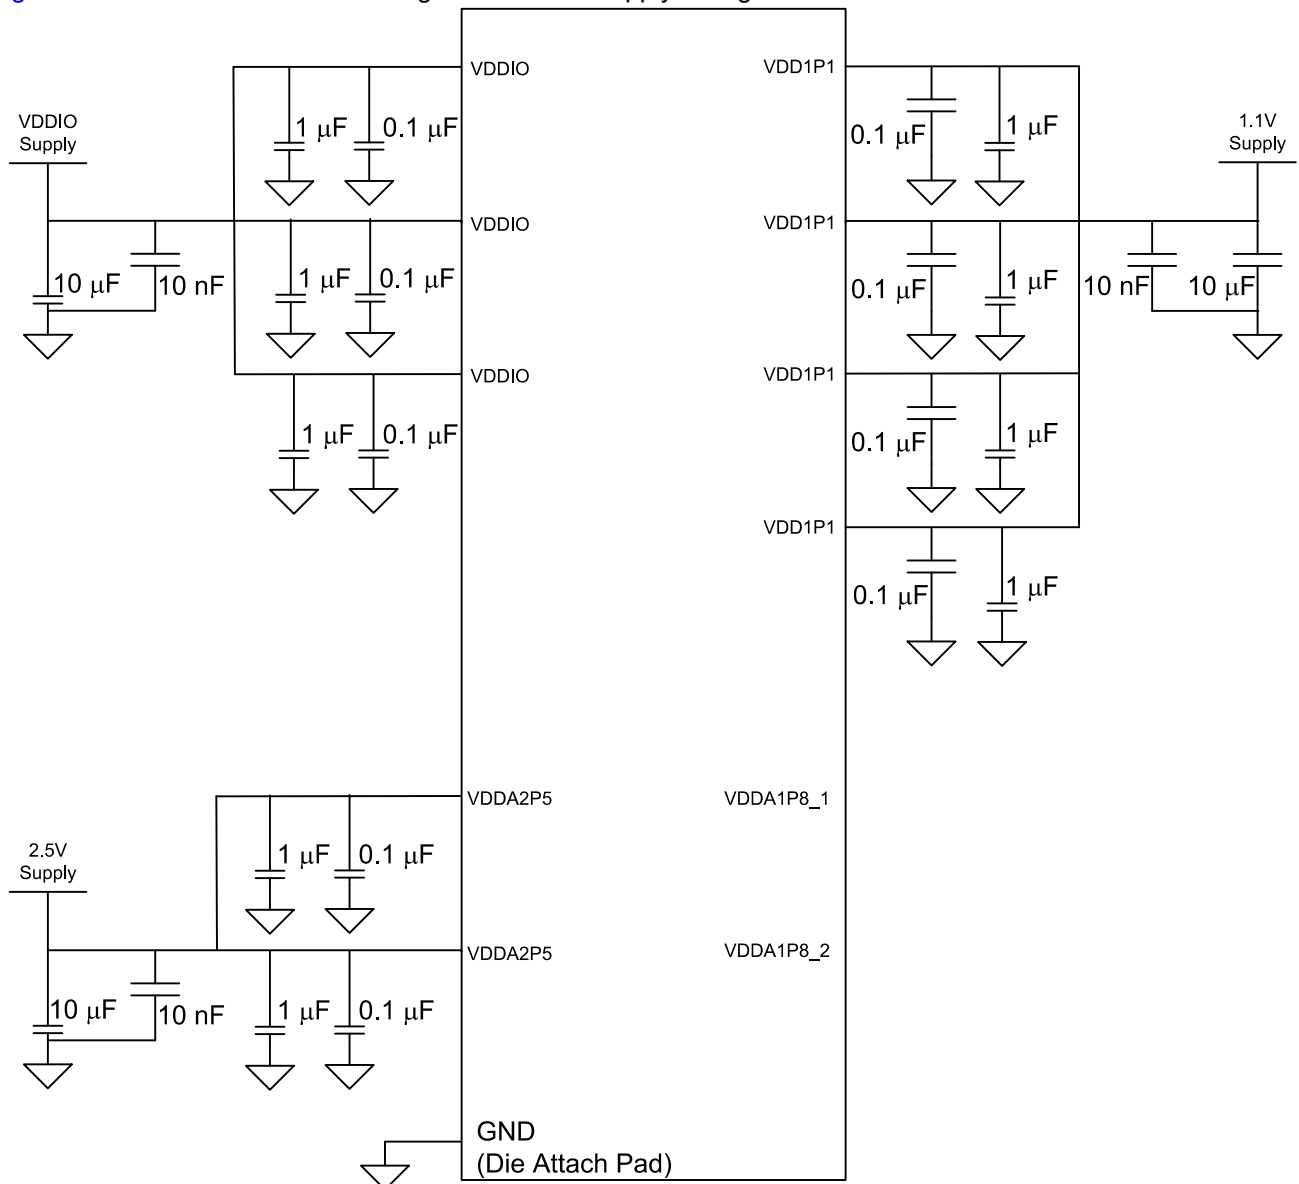 VDDIO
VDD1P1
1 μF
0.1 μF
0.1 μF
1 μF
VDDIO
Supply
1.1V
Supply
VDDIO
VDD1P1
10 μF
10 nF
1 μF
0.1 μF
0.1 μF
1 μF
10 nF
10 μF
VDDIO
VDD1P1
1 μF
0.1 μF
0.1 μF
1 μF
VDD1P1
0.1 μF
1 μF
VDDA2P5
VDDA1P8_1
2.5V
Supply
1 μF
0.1 μF
VDDA2P5
VDDA1P8_2
10 μF
10 nF
1 μF
0.1 μF
GND
(Die Attach Pad)